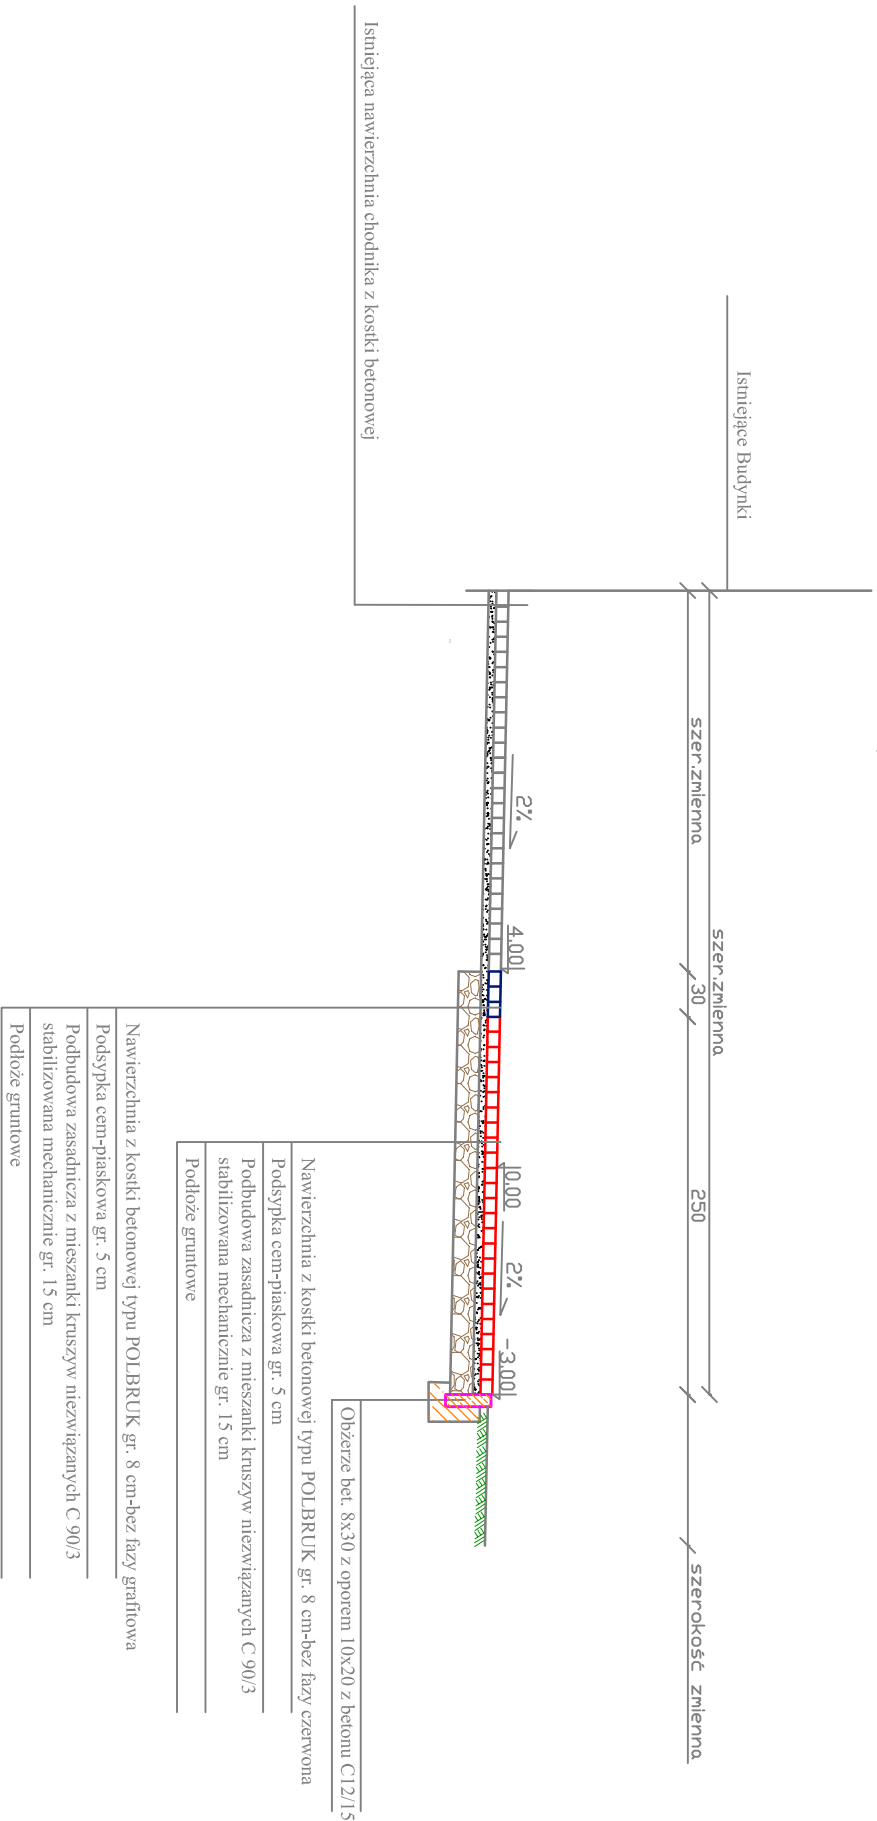 szer.zmienna
szer.zmienna
30
250
szerokość zmienna
Istniejące Budynki
2%
4.00
0.00
2%
-3.00
Istniejąca nawierzchnia chodnika z kostki betonowej
Obżerze bet. 8x30 z oporem 10x20 z betonu C12/15
Nawierzchnia z kostki betonowej typu POLBRUK gr. 8 cm-bez fazy czerwona
Podsypka cem-piaskowa gr. 5 cm
Podbudowa zasadnicza z mieszanki kruszyw niezwiązanych C 90/3
stabilizowana mechanicznie gr. 15 cm
Podłoże gruntowe
Nawierzchnia z kostki betonowej typu POLBRUK gr. 8 cm-bez fazy grafitowa
Podsypka cem-piaskowa gr. 5 cm
Podbudowa zasadnicza z mieszanki kruszyw niezwiązanych C 90/3
stabilizowana mechanicznie gr. 15 cm
Podłoże gruntowe